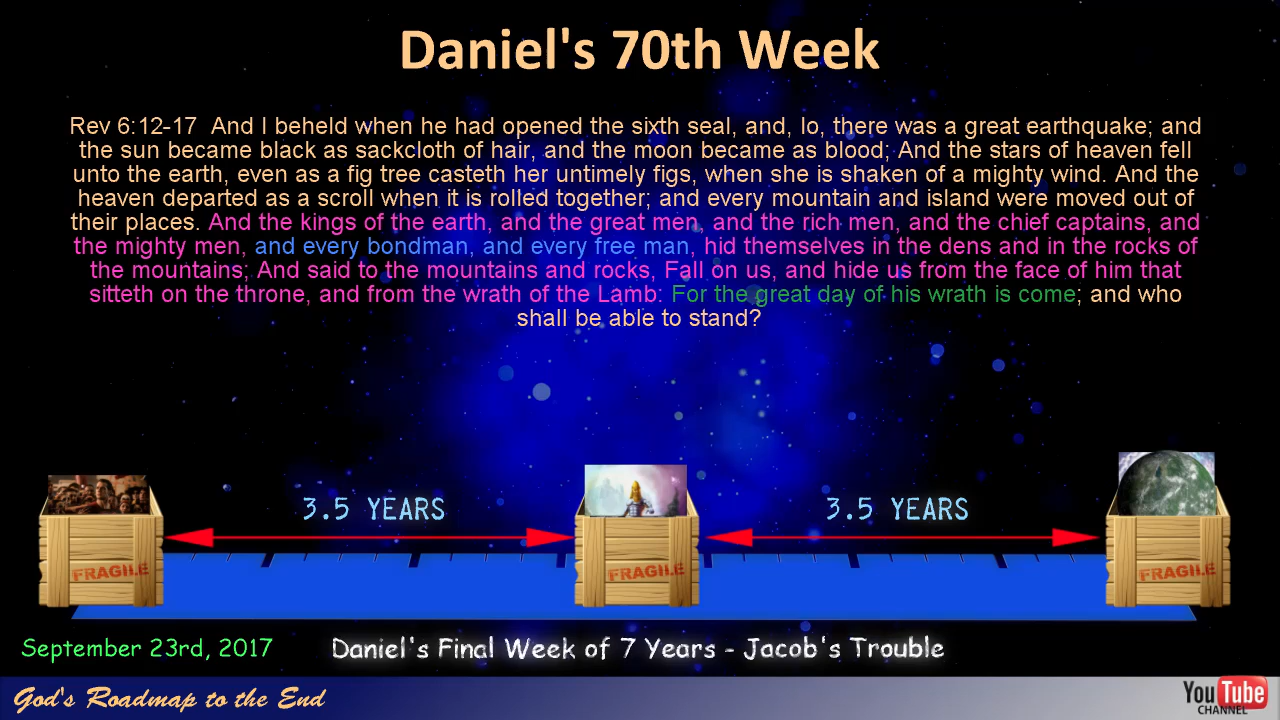 Daniel's 70th Week
Rev 6:12-17  And I beheld when he had opened the sixth seal, and, lo, there was a great earthquake; and
the sun became black as sackcloth of hair, and the moon became as blood; And the stars of heaven fell
unto the earth, even as a fig tree casteth her untimely figs, when she is shaken of a mighty wind. And the
heaven departed as a scroll when it is rolled together; and every mountain and island were moved out of
their places. And the kings of the earth, and the great men, and the rich men, and the chief captains, and
the mighty men, and every bondman, and every free man, hid themselves in the dens and in the rocks of
the mountains; And said to the mountains and rocks, Fall on us, and hide us from the face of him that
sitteth on the throne, and from the wrath of the Lamb: For the great day of his wrath is come; and who
shall be able to stand?
3.5 YEARS
3.5 YEARS
FRAGILE
FRAGILE
FRAGILE
September 23rd, 2017
Daniel's Final Week of 7 Years - Jacob's Trouble
God's Roadmap to the End
YouTube
CHANNEL